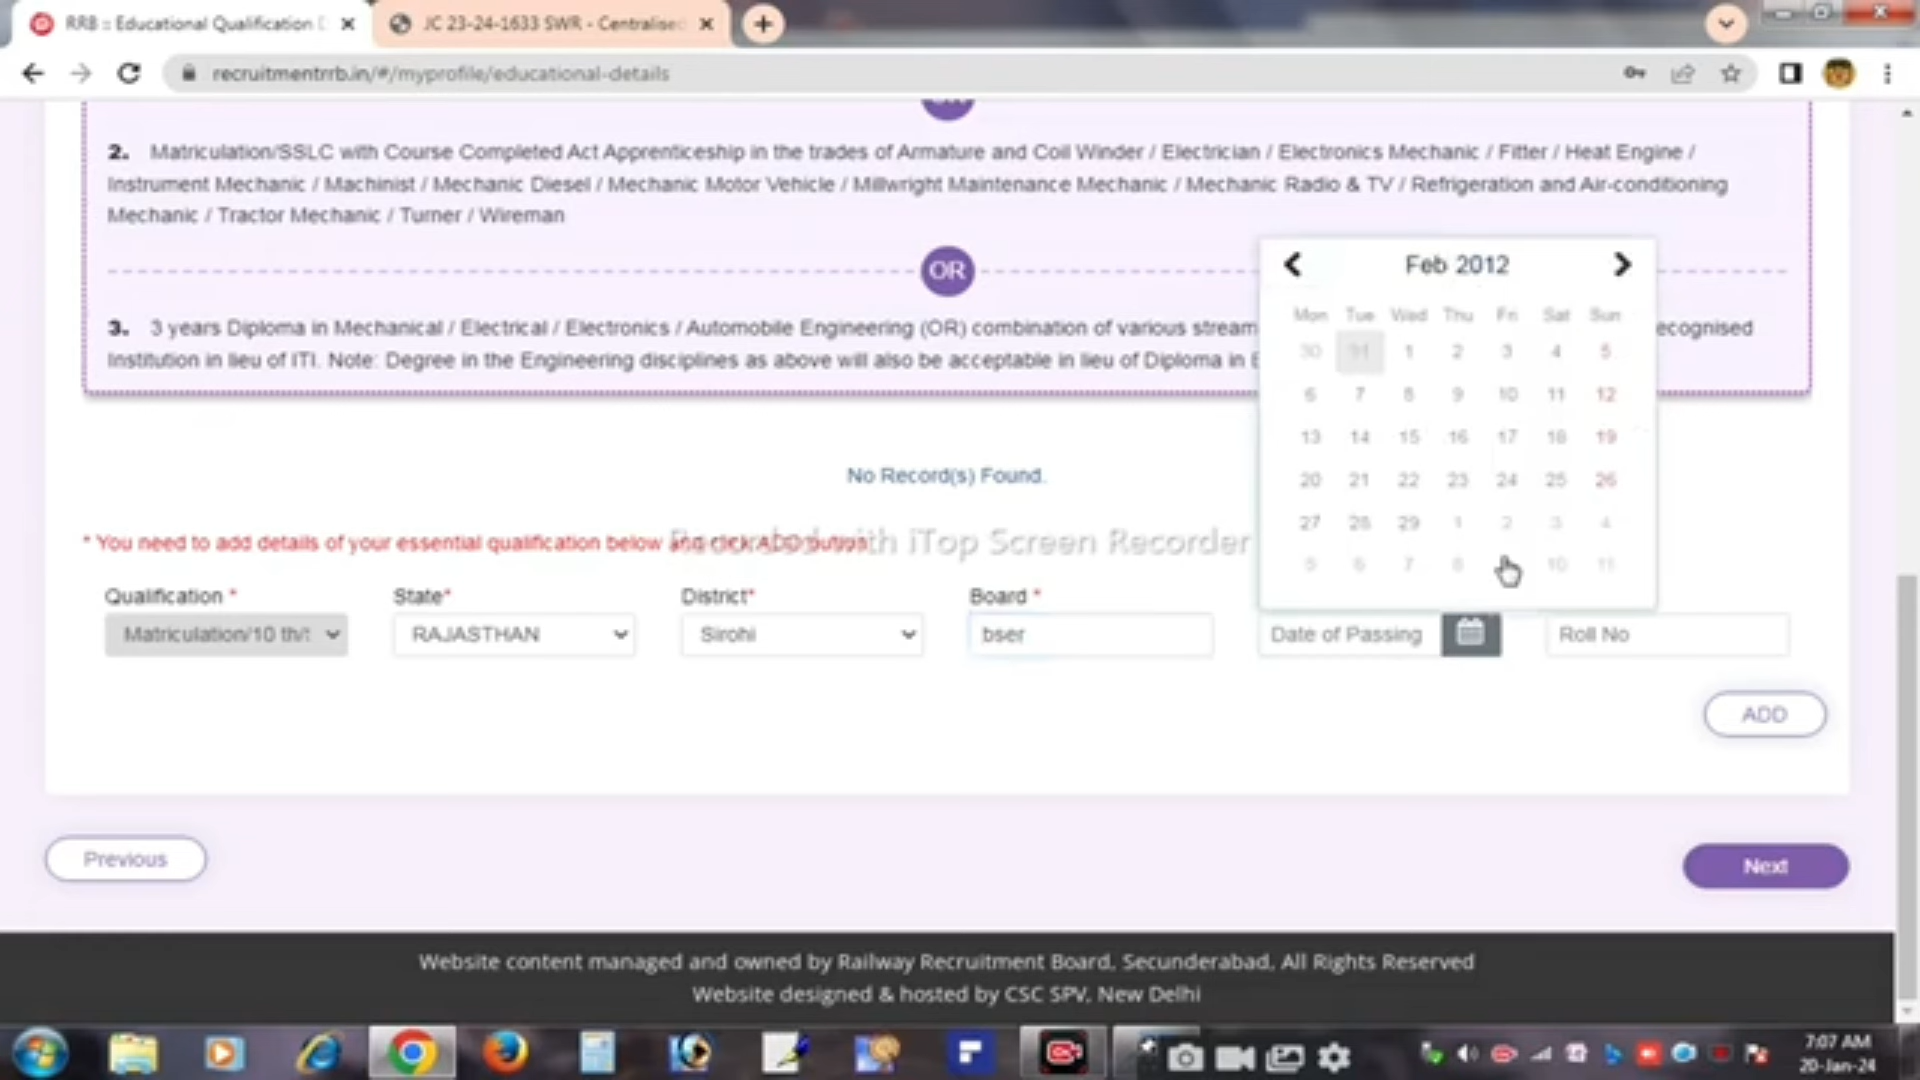 RRB :: Educational Qualification D
JC 23-24-1633 SWR - Centralised
recruitmentrrb.in/#/myprofile/educational-details
2. Matriculation/SSLC with Course Completed Act Apprenticeship in the trades of Armature and Coil Winder / Electrician / Electronics Mechanic / Fitter / Heat Engine /
Instrument Mechanic / Machinist / Mechanic Diesel / Mechanic Motor Vehicle / Millwright Maintenance Mechanic / Mechanic Radio & TV / Refrigeration and Air-conditioning
Mechanic / Tractor Mechanic / Turner / Wireman
OR
3. 3 years Diploma in Mechanical / Electrical / Electronics / Automobile Engineering (OR) combination of various stream ecognised
Institution in lieu of ITI. Note: Degree in the Engineering disciplines as above will also be acceptable in lieu of Diploma in E
Feb 2012
Mon Tue Wed Thu Fri Sat Sun
30 31 1 2 3 4 5
6 7 8 9 10 11 12
13 14 15 16 17 18 19
20 21 22 23 24 25 26
27 28 29 1 2 3 4
5 6 7 8 10 11
No Record(s) Found.
* You need to add details of your essential qualification below and click ADD button
Recorded with iTop Screen Recorder
Qualification * State* District* Board *
Matriculation/10 th/t RAJASTHAN Sirohi bser Date of Passing Roll No
ADD
Previous
Next
Website content managed and owned by Railway Recruitment Board, Secunderabad, All Rights Reserved
Website designed & hosted by CSC SPV, New Delhi
7:07 AM
20-Jan-24